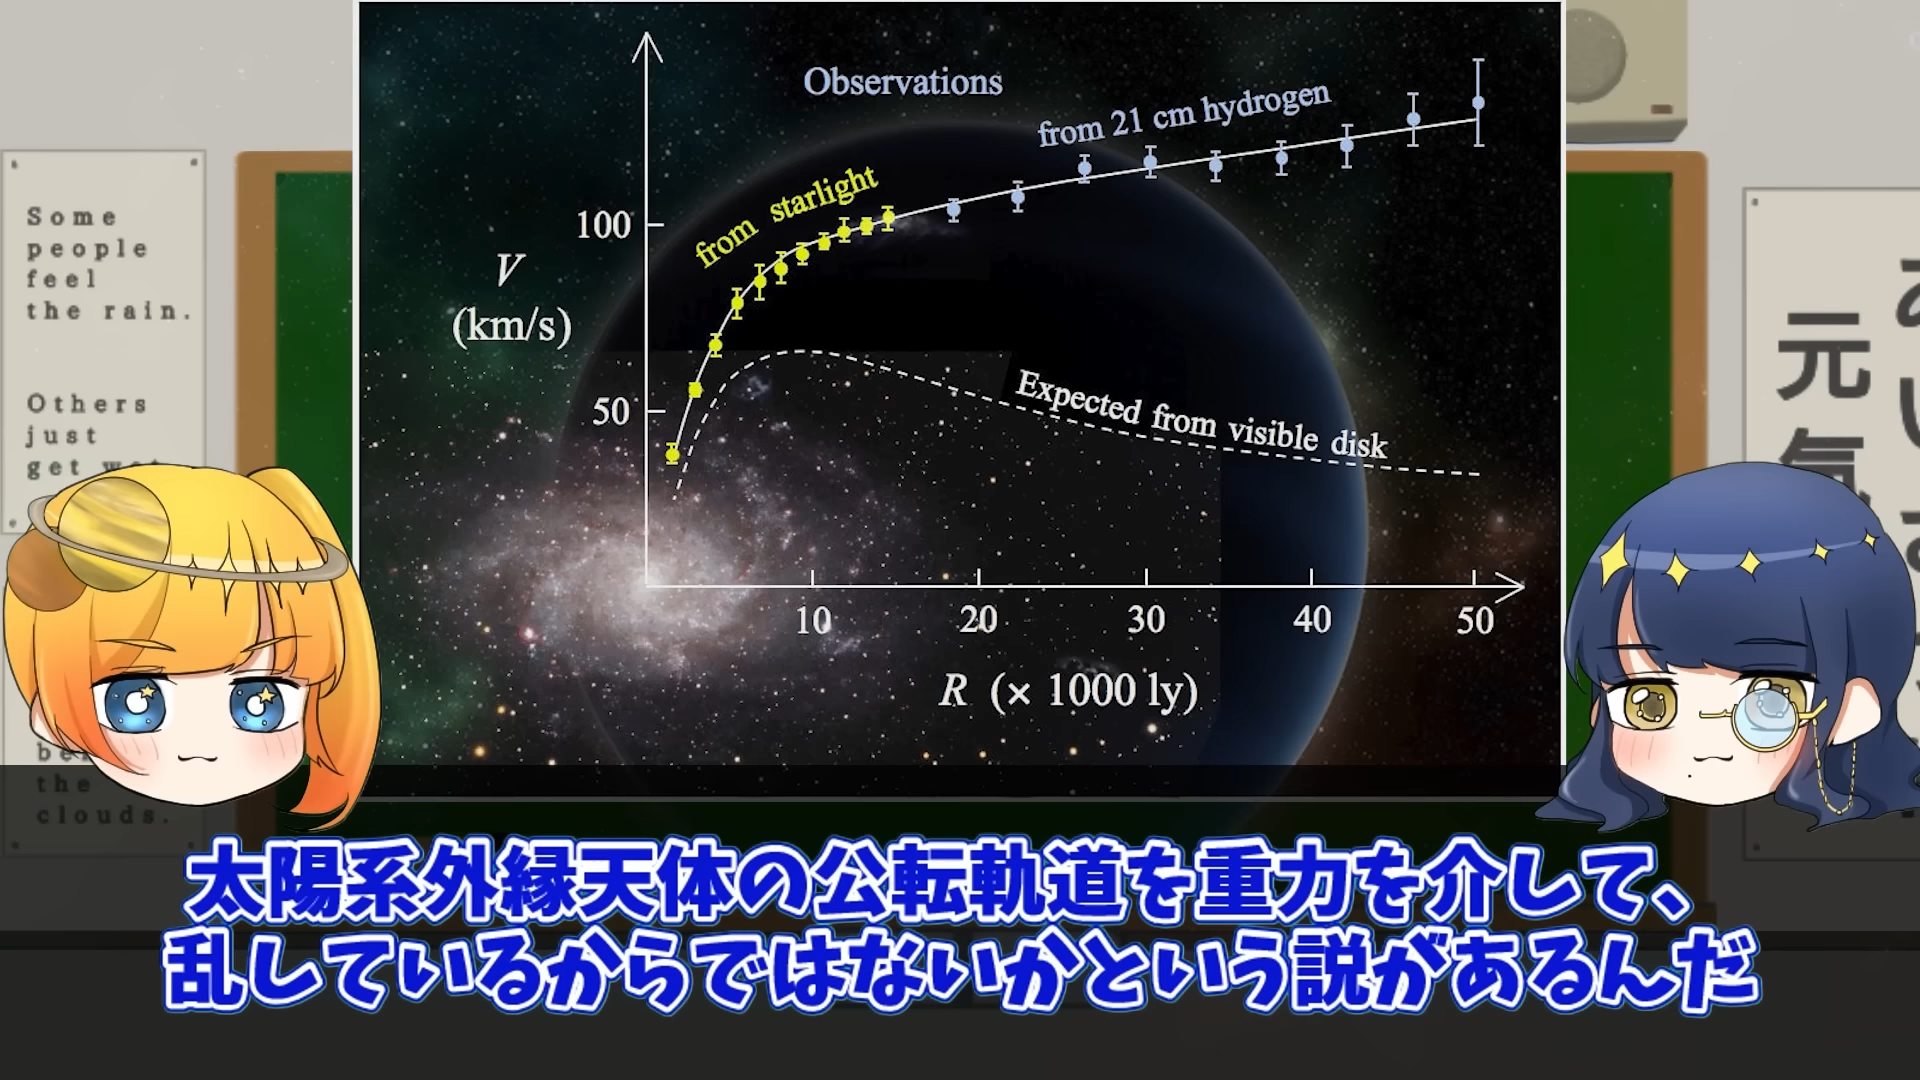 Observations
from 21 cm hydrogen
from starlight
100
V
(km/s)
50
Expected from visible disk
10 20 30 40 50
R (× 1000 ly)
Some
people
feel
the rain.
Others
just
get wet
the
clouds.
元
気
太陽系外縁天体の公転軌道を重力を介して、
乱しているからではないかという説があるんだ